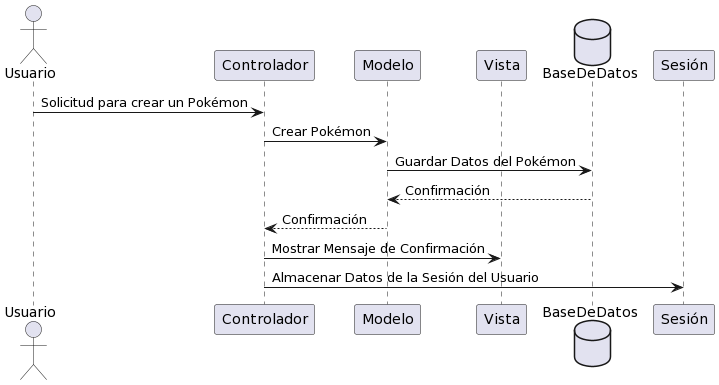 Usuario
Controlador
Modelo
Vista
BaseDeDatos
Sesión
Solicitud para crear un Pokémon
Crear Pokémon
Guardar Datos del Pokémon
Confirmación
Confirmación
Mostrar Mensaje de Confirmación
Almacenar Datos de la Sesión del Usuario
Usuario
Controlador
Modelo
Vista
BaseDeDatos
Sesión